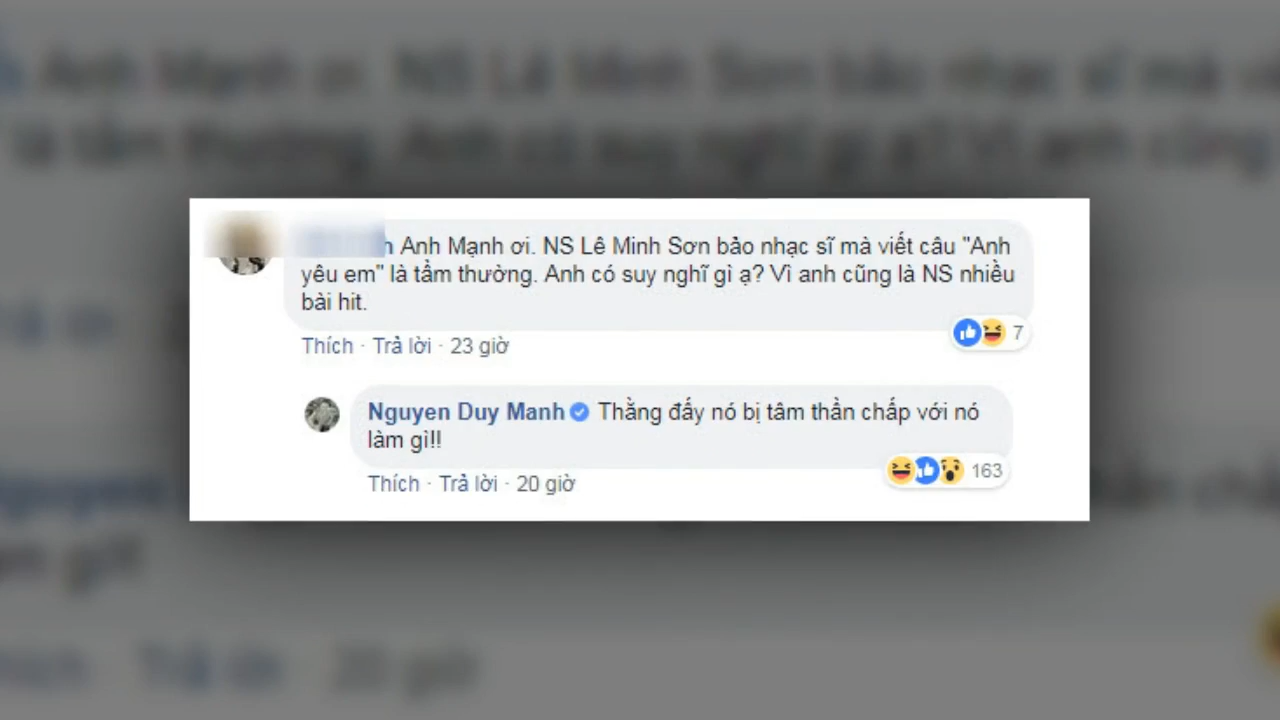 h Anh Mạnh ơi. NS Lê Minh Sơn bảo nhạc sĩ mà viết câu "Anh
yêu em" là tầm thường. Anh có suy nghĩ gì ạ? Vì anh cũng là NS nhiều
bài hit.
7
Thích · Trả lời · 23 giờ
Nguyen Duy Manh Thằng đấy nó bị tâm thần chấp với nó
làm gì!!
163
Thích · Trả lời · 20 giờ